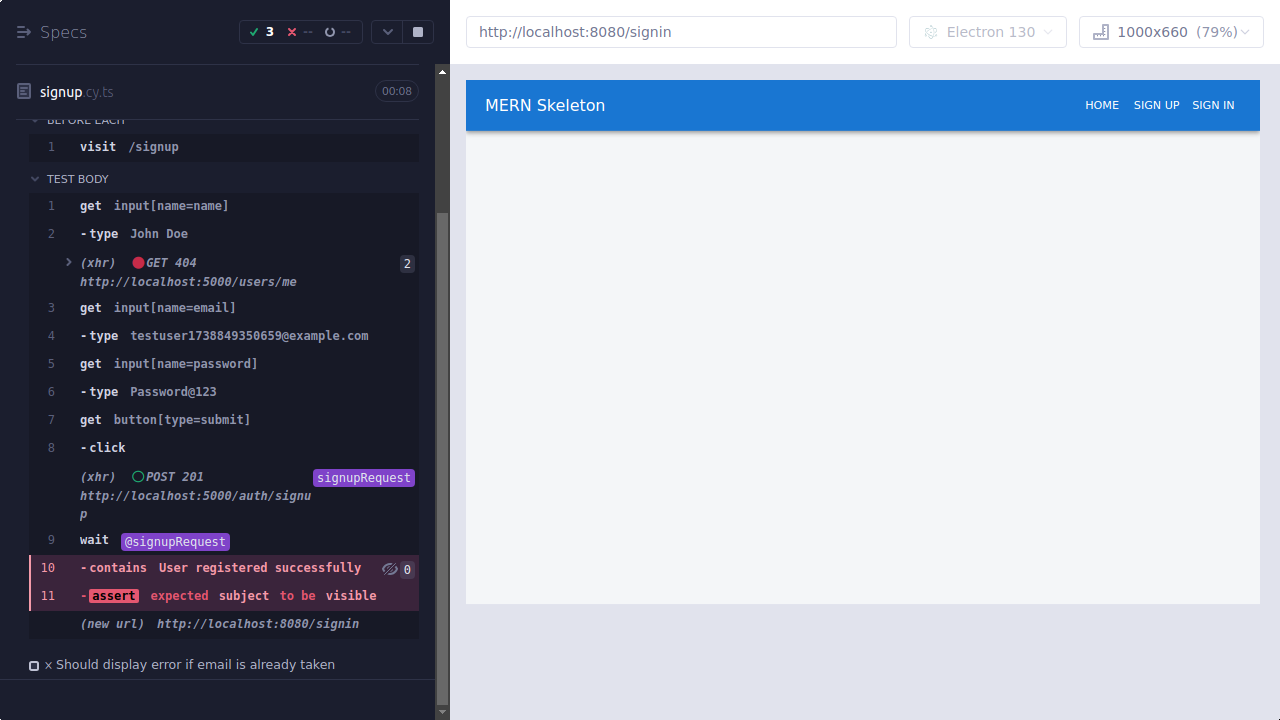 Specs
3
--
--
http://localhost:8080/signin
Electron 130
1000x660 (79%)
signup.cy.ts
00:08
MERN Skeleton
HOME
SIGN UP
SIGN IN
BEFORE EACH
1 visit /signup
TEST BODY
1 get input[name=name]
2 -type John Doe
(xhr) GET 404
http://localhost:5000/users/me
2
3 get input[name=email]
4 -type testuser1738849350659@example.com
5 get input[name=password]
6 -type Password@123
7 get button[type=submit]
8 -click
(xhr) POST 201
http://localhost:5000/auth/signu
p
signupRequest
9 wait @signupRequest
10 -contains User registered successfully 0
11 -assert expected subject to be visible
(new url) http://localhost:8080/signin
x Should display error if email is already taken